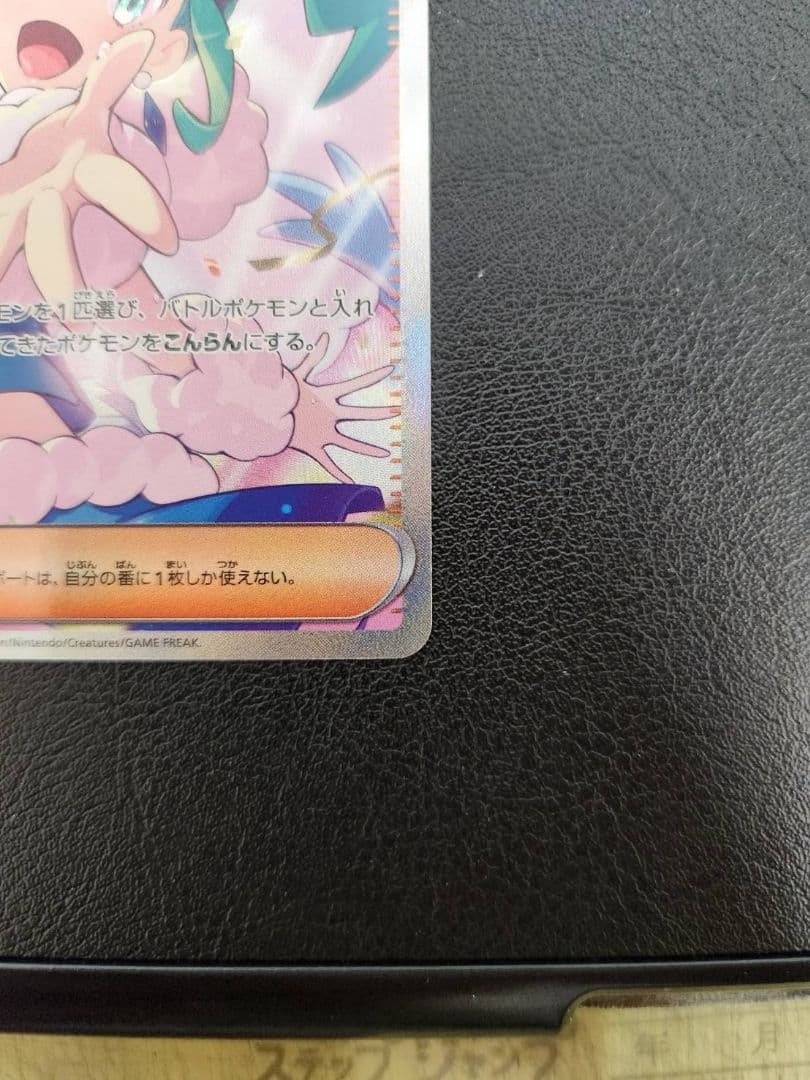 モンを1匹選び、バトルポケモンと入れ
てきたポケモンをこんらんにする。
ポートは、自分の番に1枚しか使えない。
n/Nintendo/Creatures/GAME FREAK.
ステップ ジャンプ 年 月